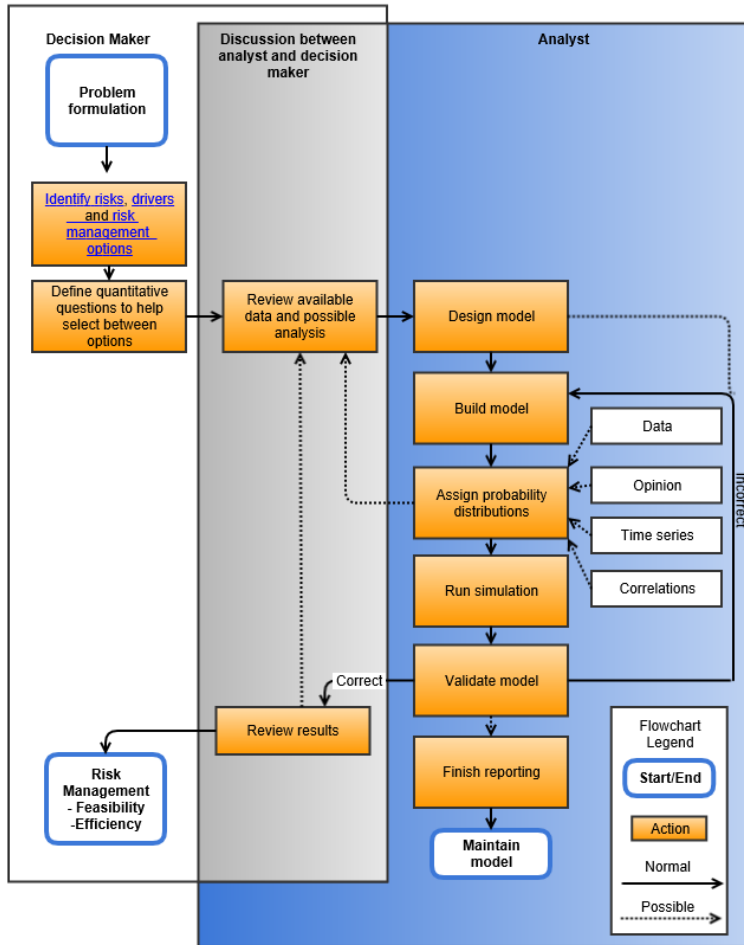 Decision Maker
Discussion between
analyst and decision
maker
Analyst
Problem
formulation
Identify risks, drivers
and risk
management
options
Define quantitative
questions to help
select between
options
Review available
data and possible
analysis
Design model
Build model
Data
Opinion
Time series
Correlations
Incorrect
Assign probability
distributions
Run simulation
Correct
Validate model
Review results
Finish reporting
Risk
Management
- Feasibility
-Efficiency
Maintain
model
Flowchart
Legend
Start/End
Action
Normal
Possible